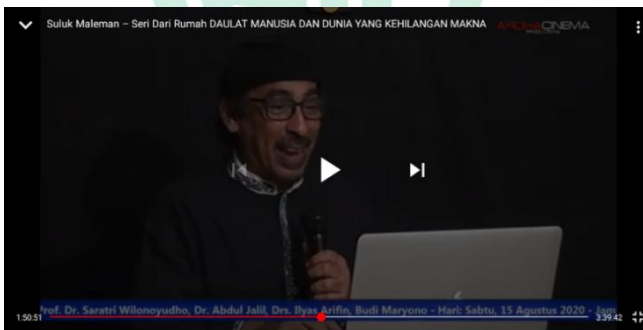 Suluk Maleman – Seri Dari Rumah DAULAT MANUSIA DAN DUNIA YANG KEHILANGAN MAKNA
Prof. Dr. Saratri Wilonoyudho, Dr. Abdul Jalil, Drs. Ilyas Arifin, Budi Maryono - Hari: Sabtu, 15 Agustus 2020 - Jam
1:50:51
3:39:42